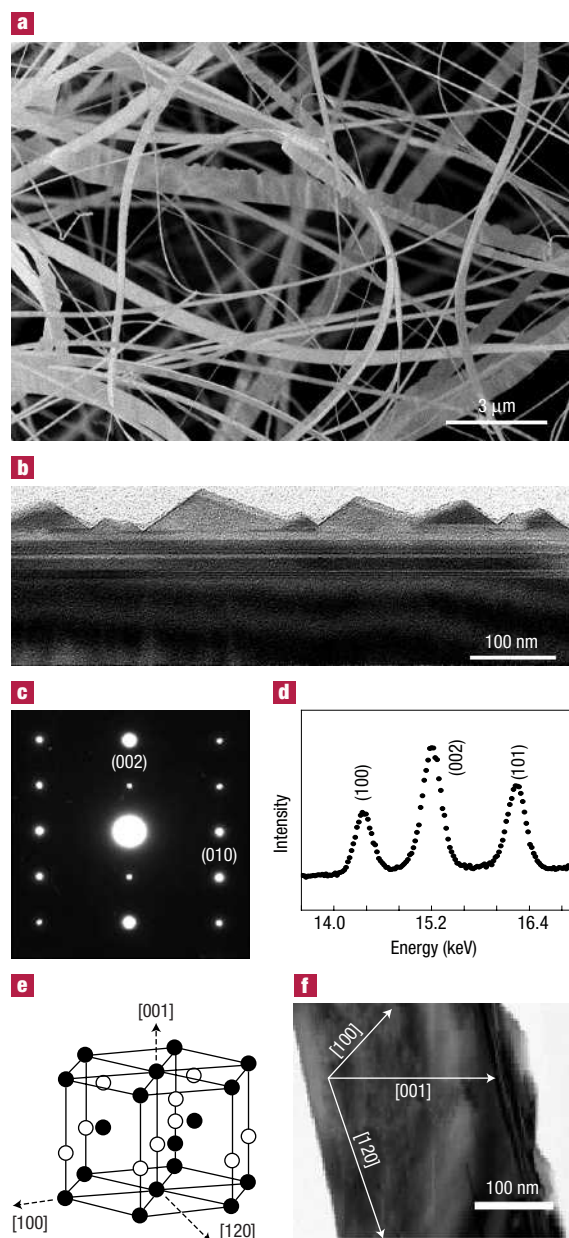 a
3 µm
b
100 nm
c
(002)
(010)
d
(100)
(002)
(101)
Intensity
14.0 15.2 16.4
Energy (keV)
e
[001]
[100]
[120]
f
[100]
[001]
[120]
100 nm